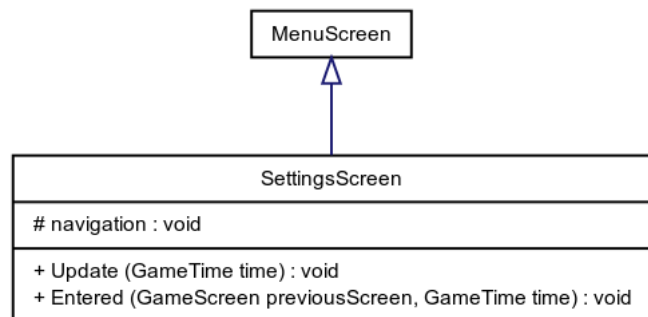 MenuScreen
SettingsScreen
# navigation : void
+ Update (GameTime time) : void
+ Entered (GameScreen previousScreen, GameTime time) : void